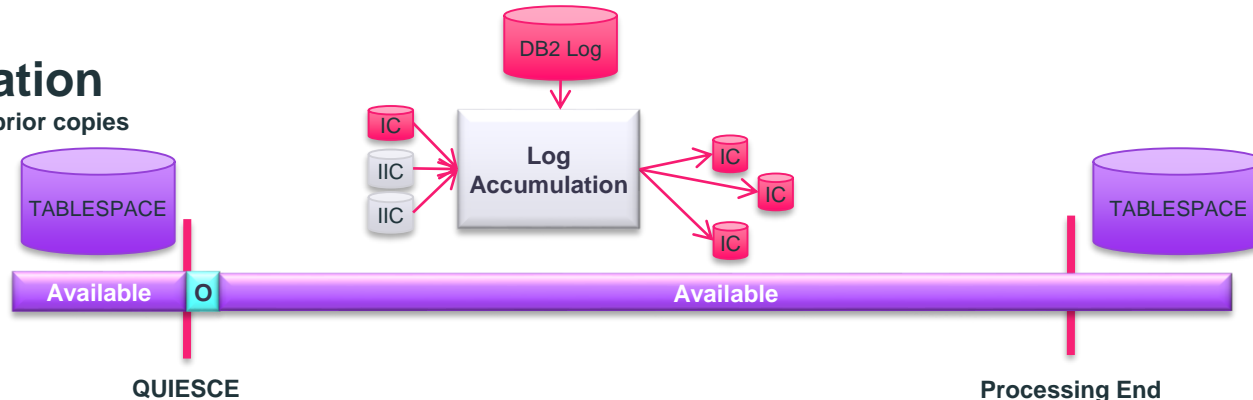 ation
prior copies
DB2 Log
IC
IIC
IIC
Log
Accumulation
IC
IC
IC
TABLESPACE
TABLESPACE
Available
O
Available
QUIESCE
Processing End